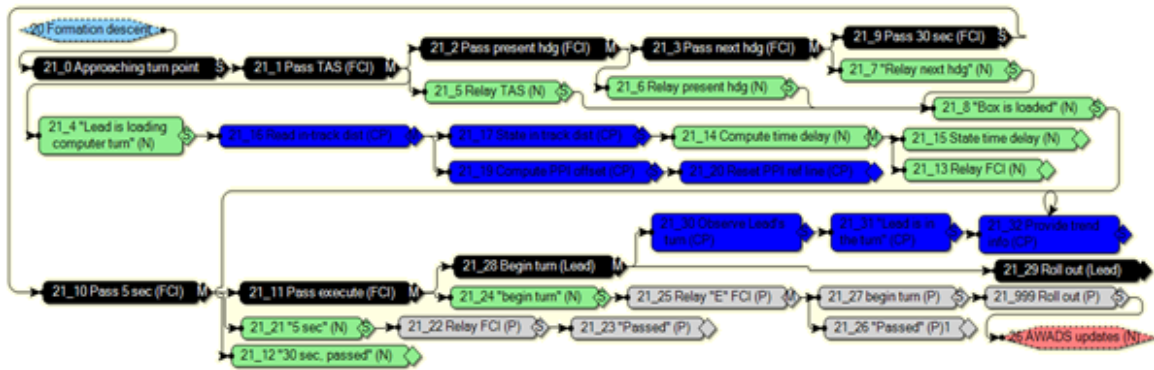 20 Formation descent
21_0 Approaching turn point S
21_1 Pass TAS (FCI) M
21_2 Pass present hdg (FCI) M
21_3 Pass next hdg (FCI) M
21_9 Pass 30 sec (FCI) S
21_7 "Relay next hdg" (N) S
21_5 Relay TAS (N) S
21_6 Relay present hdg (N) S
21_8 "Box is loaded" (N) S
21_4 "Lead is loading
computer turn" (N) S
21_16 Read in-track dist (CP)
21_17 State in track dist (CP)
21_14 Compute time delay (N) M
21_15 State time delay (N)
21_19 Compute PPI offset (CP) S
21_20 Reset PPI ref line (CP)
21_13 Relay FCI (N)
21_30 Observe Lead's
turn (CP)
21_31 "Lead is in
the turn" (CP)
21_32 Provide trend
info (CP)
21_28 Begin turn (Lead) M
21_29 Roll out (Lead)
21_10 Pass 5 sec (FCI) M
21_11 Pass execute (FCI) M
21_24 "begin turn" (N) S
21_25 Relay "E" FCI (P) M
21_27 begin turn (P) S
21_999 Roll out (P) S
21_21 "5 sec" (N) S
21_22 Relay FCI (P) S
21_23 "Passed" (P)
21_26 "Passed" (P)1
26 AWADS updates (N)
21_12 "30 sec, passed" (N)